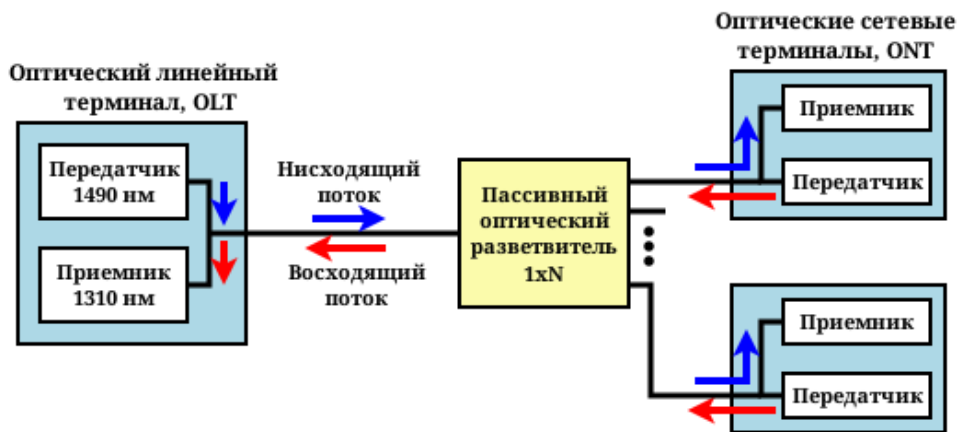 Оптический линейный
терминал, OLT
Передатчик
1490 нм
Приемник
1310 нм
Нисходящий
поток
Восходящий
поток
Пассивный
оптический
разветвитель
1xN
Оптические сетевые
терминалы, ONT
Приемник
Передатчик
Приемник
Передатчик